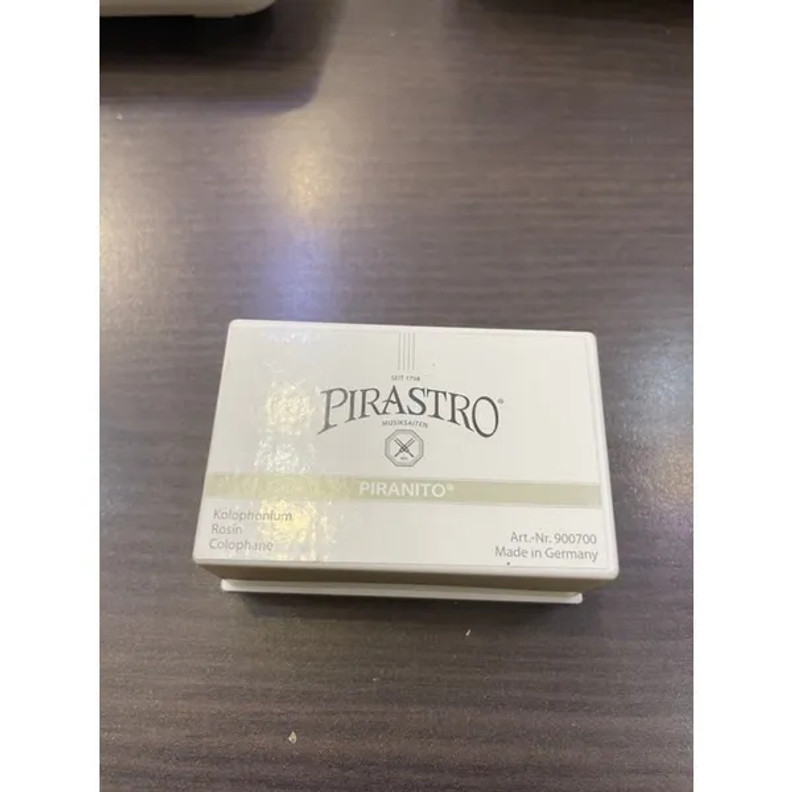 SEIT 1798
PIRASTRO®
MUSIKSAITEN
PIRANITO®
Kolophonium
Rosin
Colophane
Art.-Nr. 900700
Made in Germany